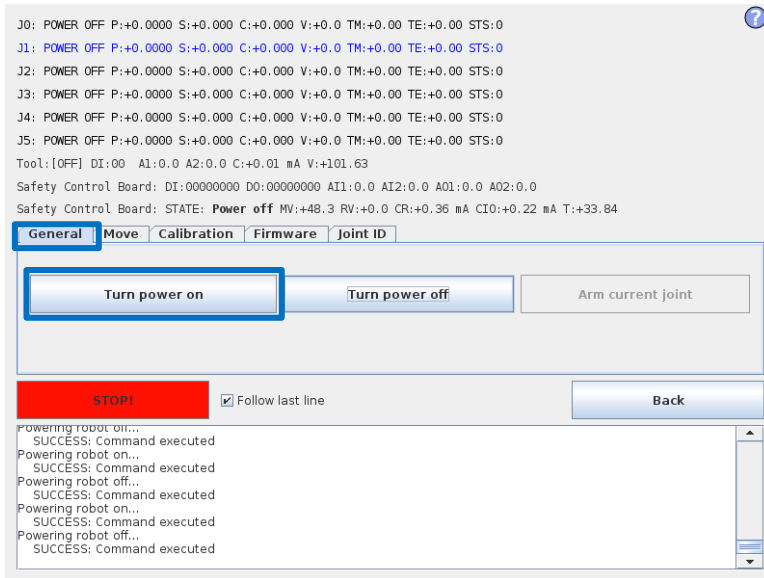 ?
J0: POWER OFF P:+0.0000 S:+0.000 C:+0.000 V:+0.0 TM:+0.00 TE:+0.00 STS:0
J1: POWER OFF P:+0.0000 S:+0.000 C:+0.000 V:+0.0 TM:+0.00 TE:+0.00 STS:0
J2: POWER OFF P:+0.0000 S:+0.000 C:+0.000 V:+0.0 TM:+0.00 TE:+0.00 STS:0
J3: POWER OFF P:+0.0000 S:+0.000 C:+0.000 V:+0.0 TM:+0.00 TE:+0.00 STS:0
J4: POWER OFF P:+0.0000 S:+0.000 C:+0.000 V:+0.0 TM:+0.00 TE:+0.00 STS:0
J5: POWER OFF P:+0.0000 S:+0.000 C:+0.000 V:+0.0 TM:+0.00 TE:+0.00 STS:0
Tool:[OFF] DI:00 A1:0.0 A2:0.0 C:+0.01 mA V:+101.63
Safety Control Board: DI:00000000 DO:00000000 AI1:0.0 AI2:0.0 AO1:0.0 AO2:0.0
Safety Control Board: STATE: Power off MV:+48.3 RV:+0.0 CR:+0.36 mA CIO:+0.22 mA T:+33.84
General Move Calibration Firmware Joint ID
Turn power on Turn power off Arm current joint
STOP! Follow last line Back
Powering robot off...
SUCCESS: Command executed
Powering robot on...
SUCCESS: Command executed
Powering robot off...
SUCCESS: Command executed
Powering robot on...
SUCCESS: Command executed
Powering robot off...
SUCCESS: Command executed